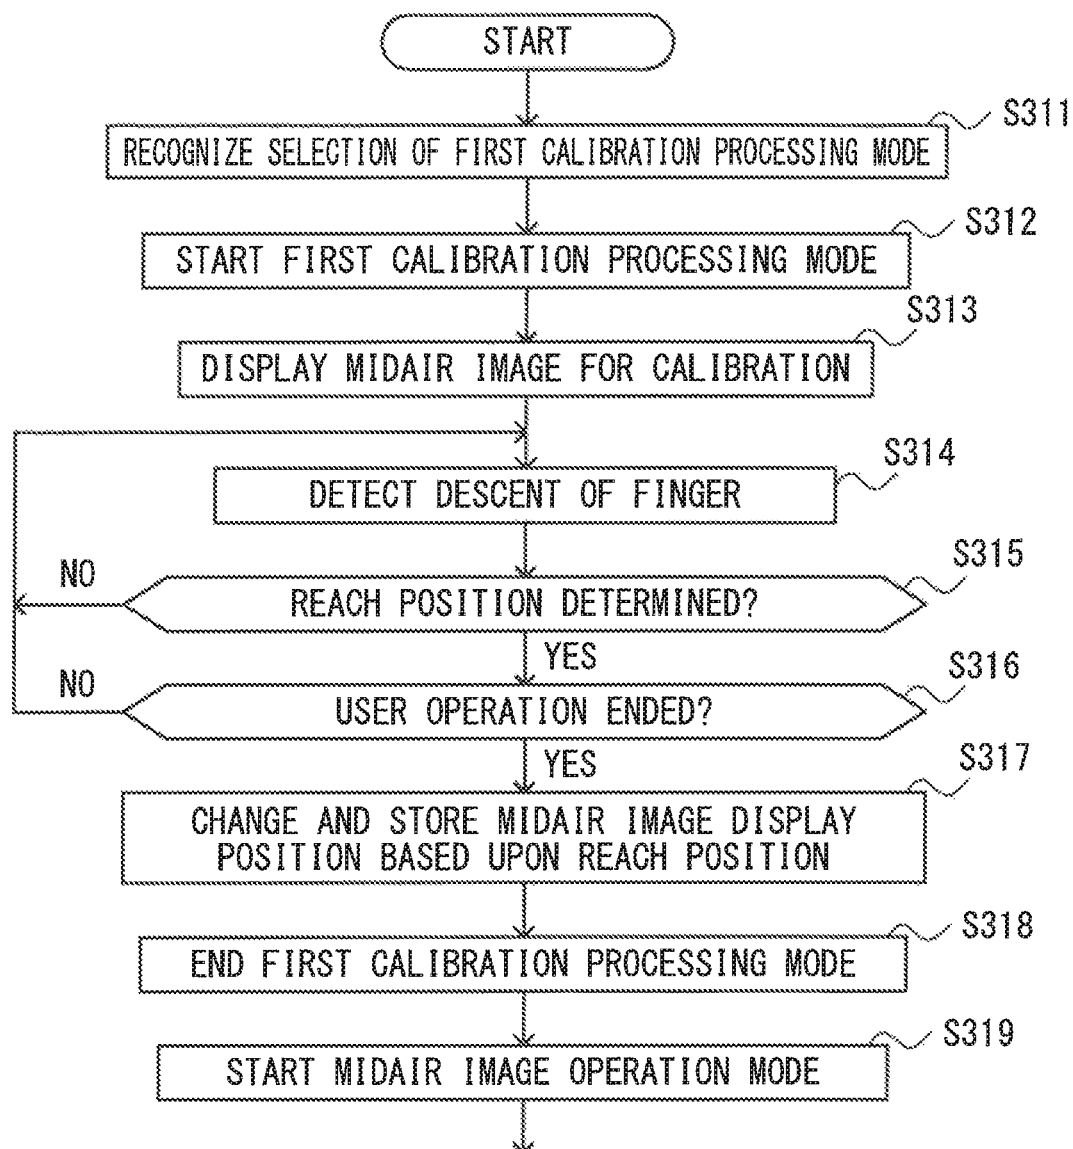 START
S311
RECOGNIZE SELECTION OF FIRST CALIBRATION PROCESSING MODE
S312
START FIRST CALIBRATION PROCESSING MODE
S313
DISPLAY MIDAIR IMAGE FOR CALIBRATION
S314
DETECT DESCENT OF FINGER
S315
NO
REACH POSITION DETERMINED?
YES
S316
NO
USER OPERATION ENDED?
YES
S317
CHANGE AND STORE MIDAIR IMAGE DISPLAY
POSITION BASED UPON REACH POSITION
S318
END FIRST CALIBRATION PROCESSING MODE
S319
START MIDAIR IMAGE OPERATION MODE